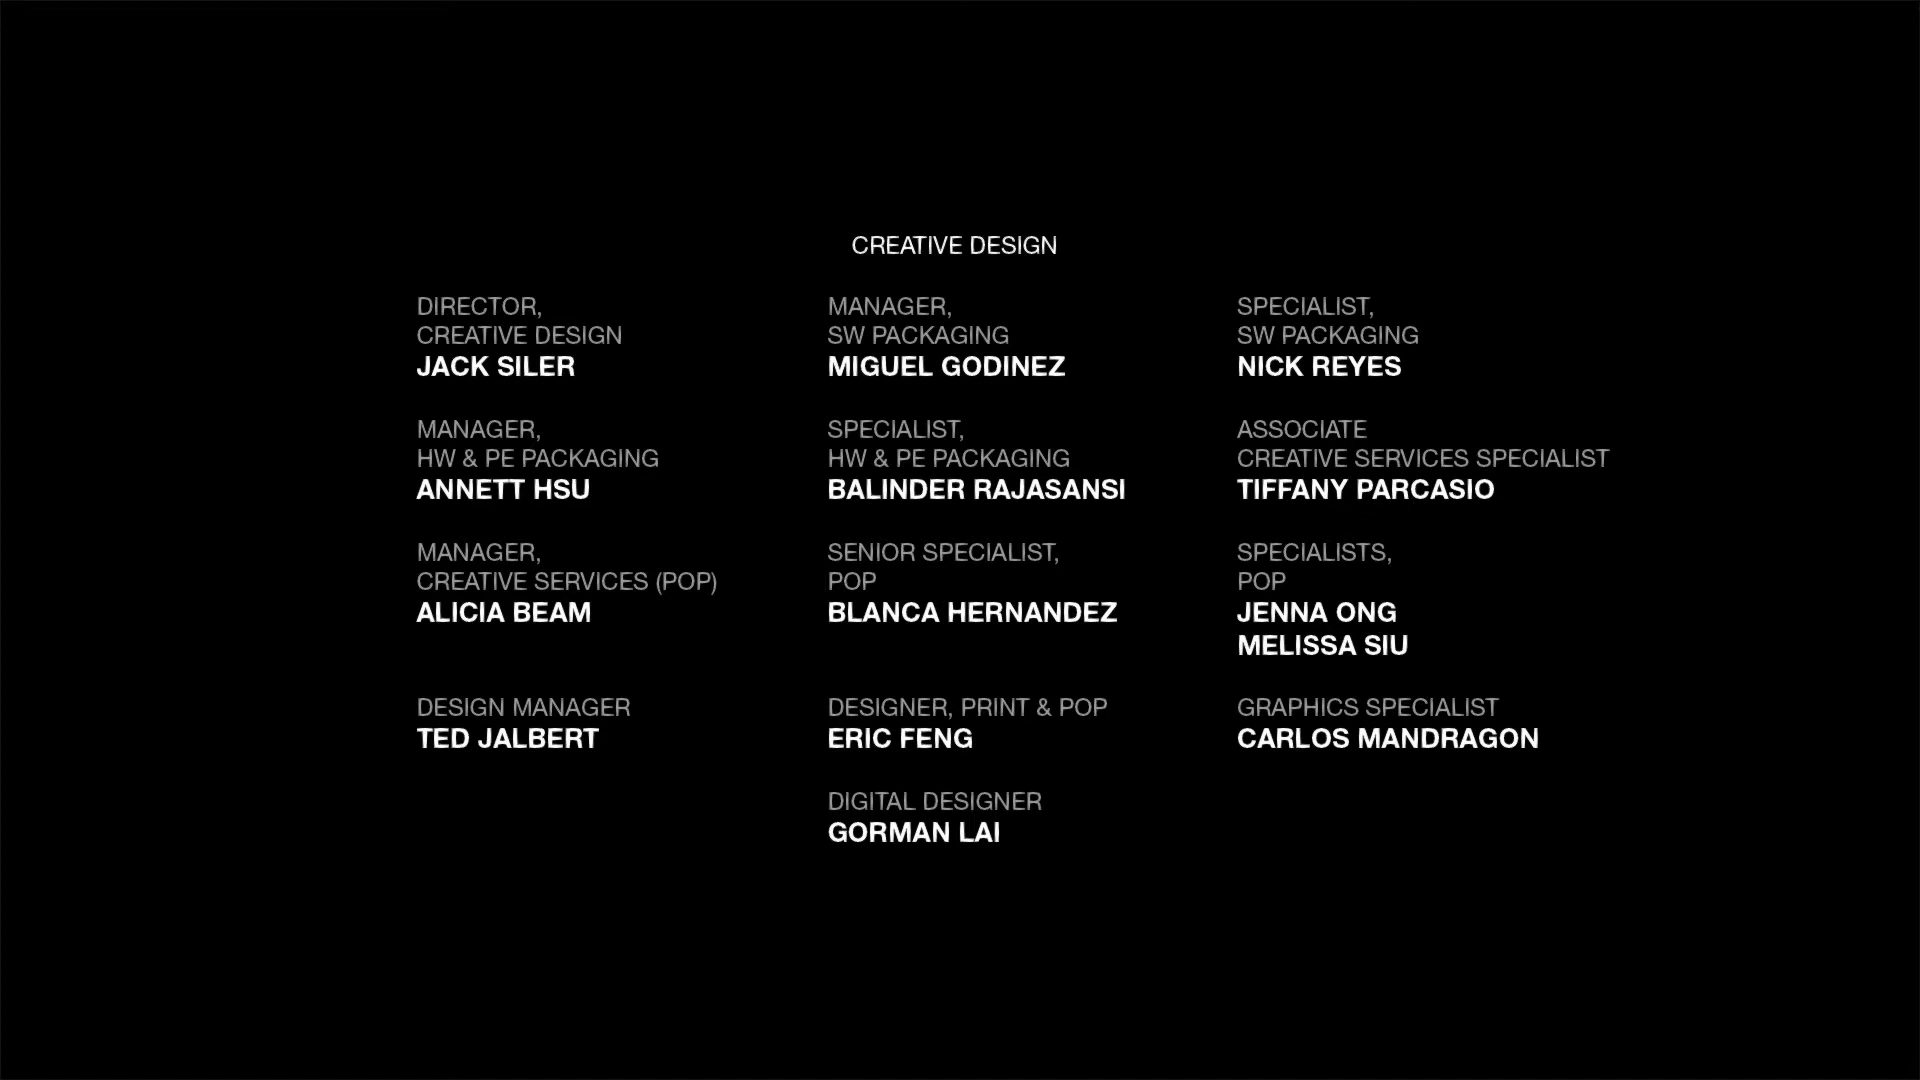 CREATIVE DESIGN
DIRECTOR,
CREATIVE DESIGN
JACK SILER
MANAGER,
SW PACKAGING
MIGUEL GODINEZ
SPECIALIST,
SW PACKAGING
NICK REYES
MANAGER,
HW & PE PACKAGING
ANNETT HSU
SPECIALIST,
HW & PE PACKAGING
BALINDER RAJASANSI
ASSOCIATE
CREATIVE SERVICES SPECIALIST
TIFFANY PARCASIO
MANAGER,
CREATIVE SERVICES (POP)
ALICIA BEAM
SENIOR SPECIALIST,
POP
BLANCA HERNANDEZ
SPECIALISTS,
POP
JENNA ONG
MELISSA SIU
DESIGN MANAGER
TED JALBERT
DESIGNER, PRINT & POP
ERIC FENG
GRAPHICS SPECIALIST
CARLOS MANDRAGON
DIGITAL DESIGNER
GORMAN LAI